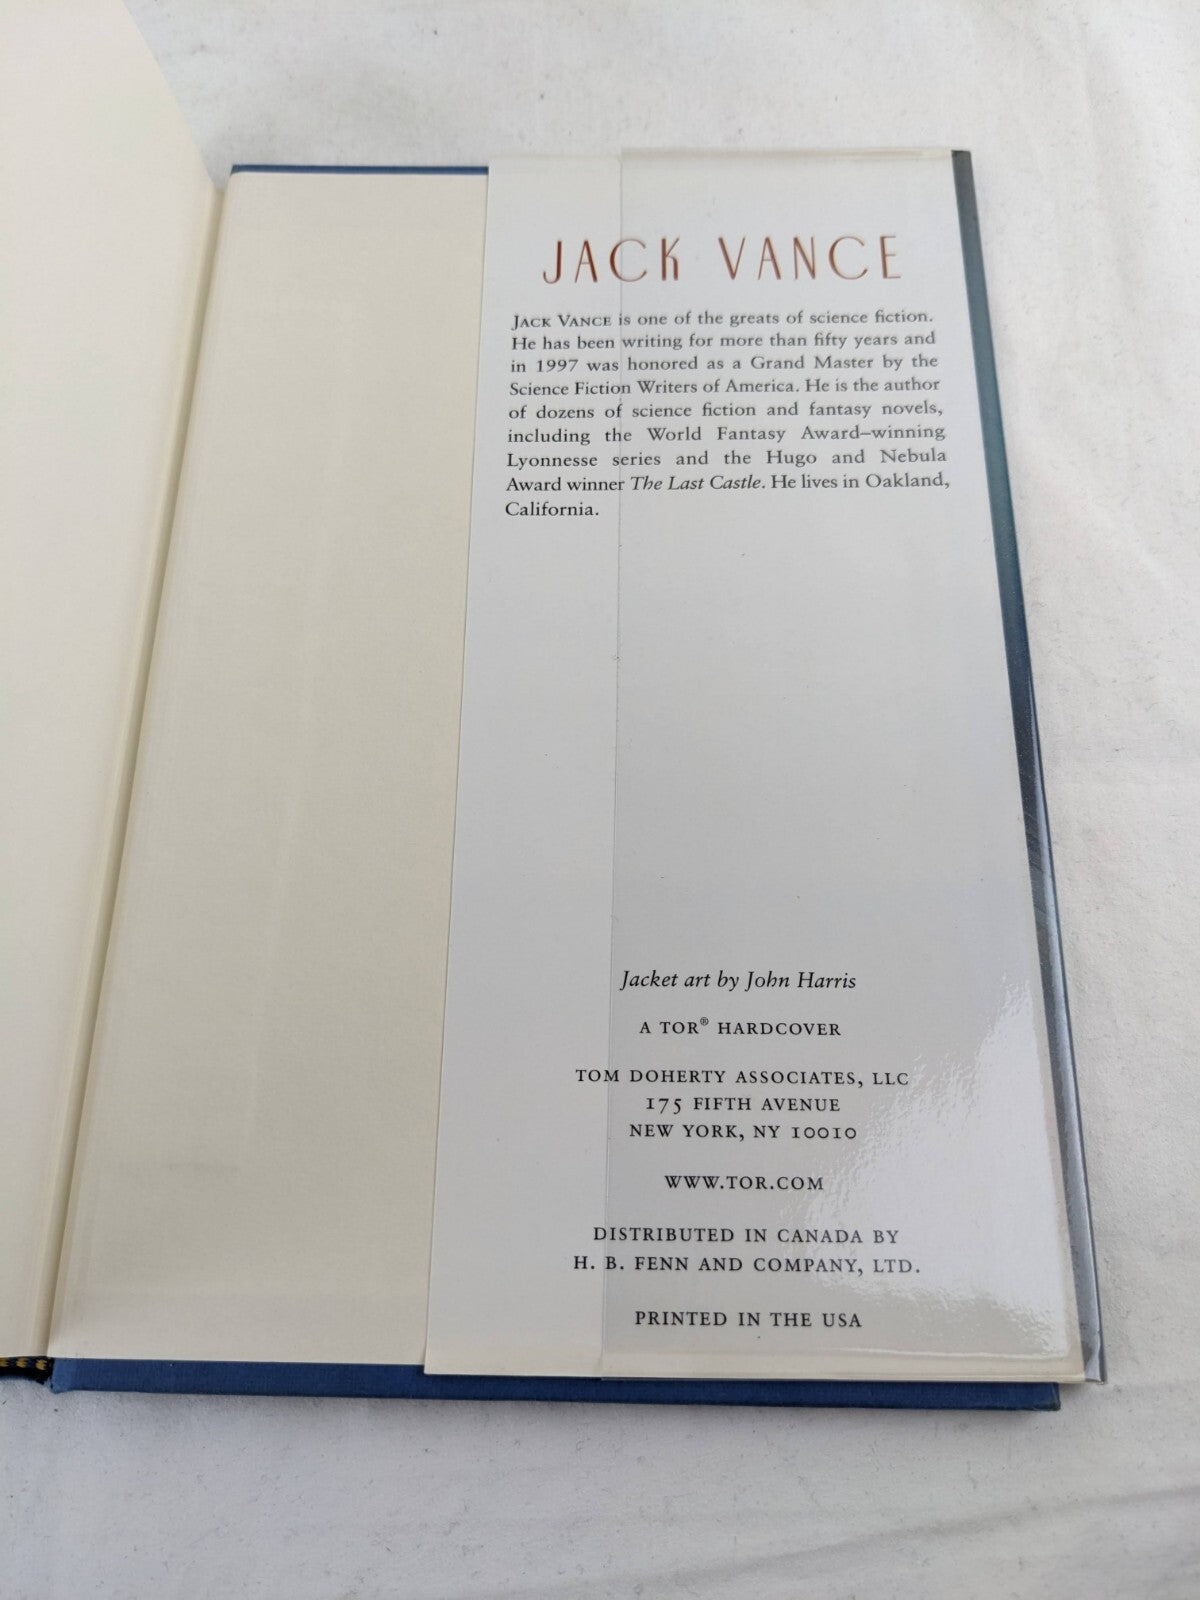 JACK VANCE
JACK VANCE is one of the greats of science fiction.
He has been writing for more than fifty years and
in 1997 was honored as a Grand Master by the
Science Fiction Writers of America. He is the author
of dozens of science fiction and fantasy novels,
including the World Fantasy Award–winning
Lyonnesse series and the Hugo and Nebula
Award winner The Last Castle. He lives in Oakland,
California.
Jacket art by John Harris
A TOR® HARDCOVER
TOM DOHERTY ASSOCIATES, LLC
175 FIFTH AVENUE
NEW YORK, NY 10010
WWW.TOR.COM
DISTRIBUTED IN CANADA BY
H. B. FENN AND COMPANY, LTD.
PRINTED IN THE USA